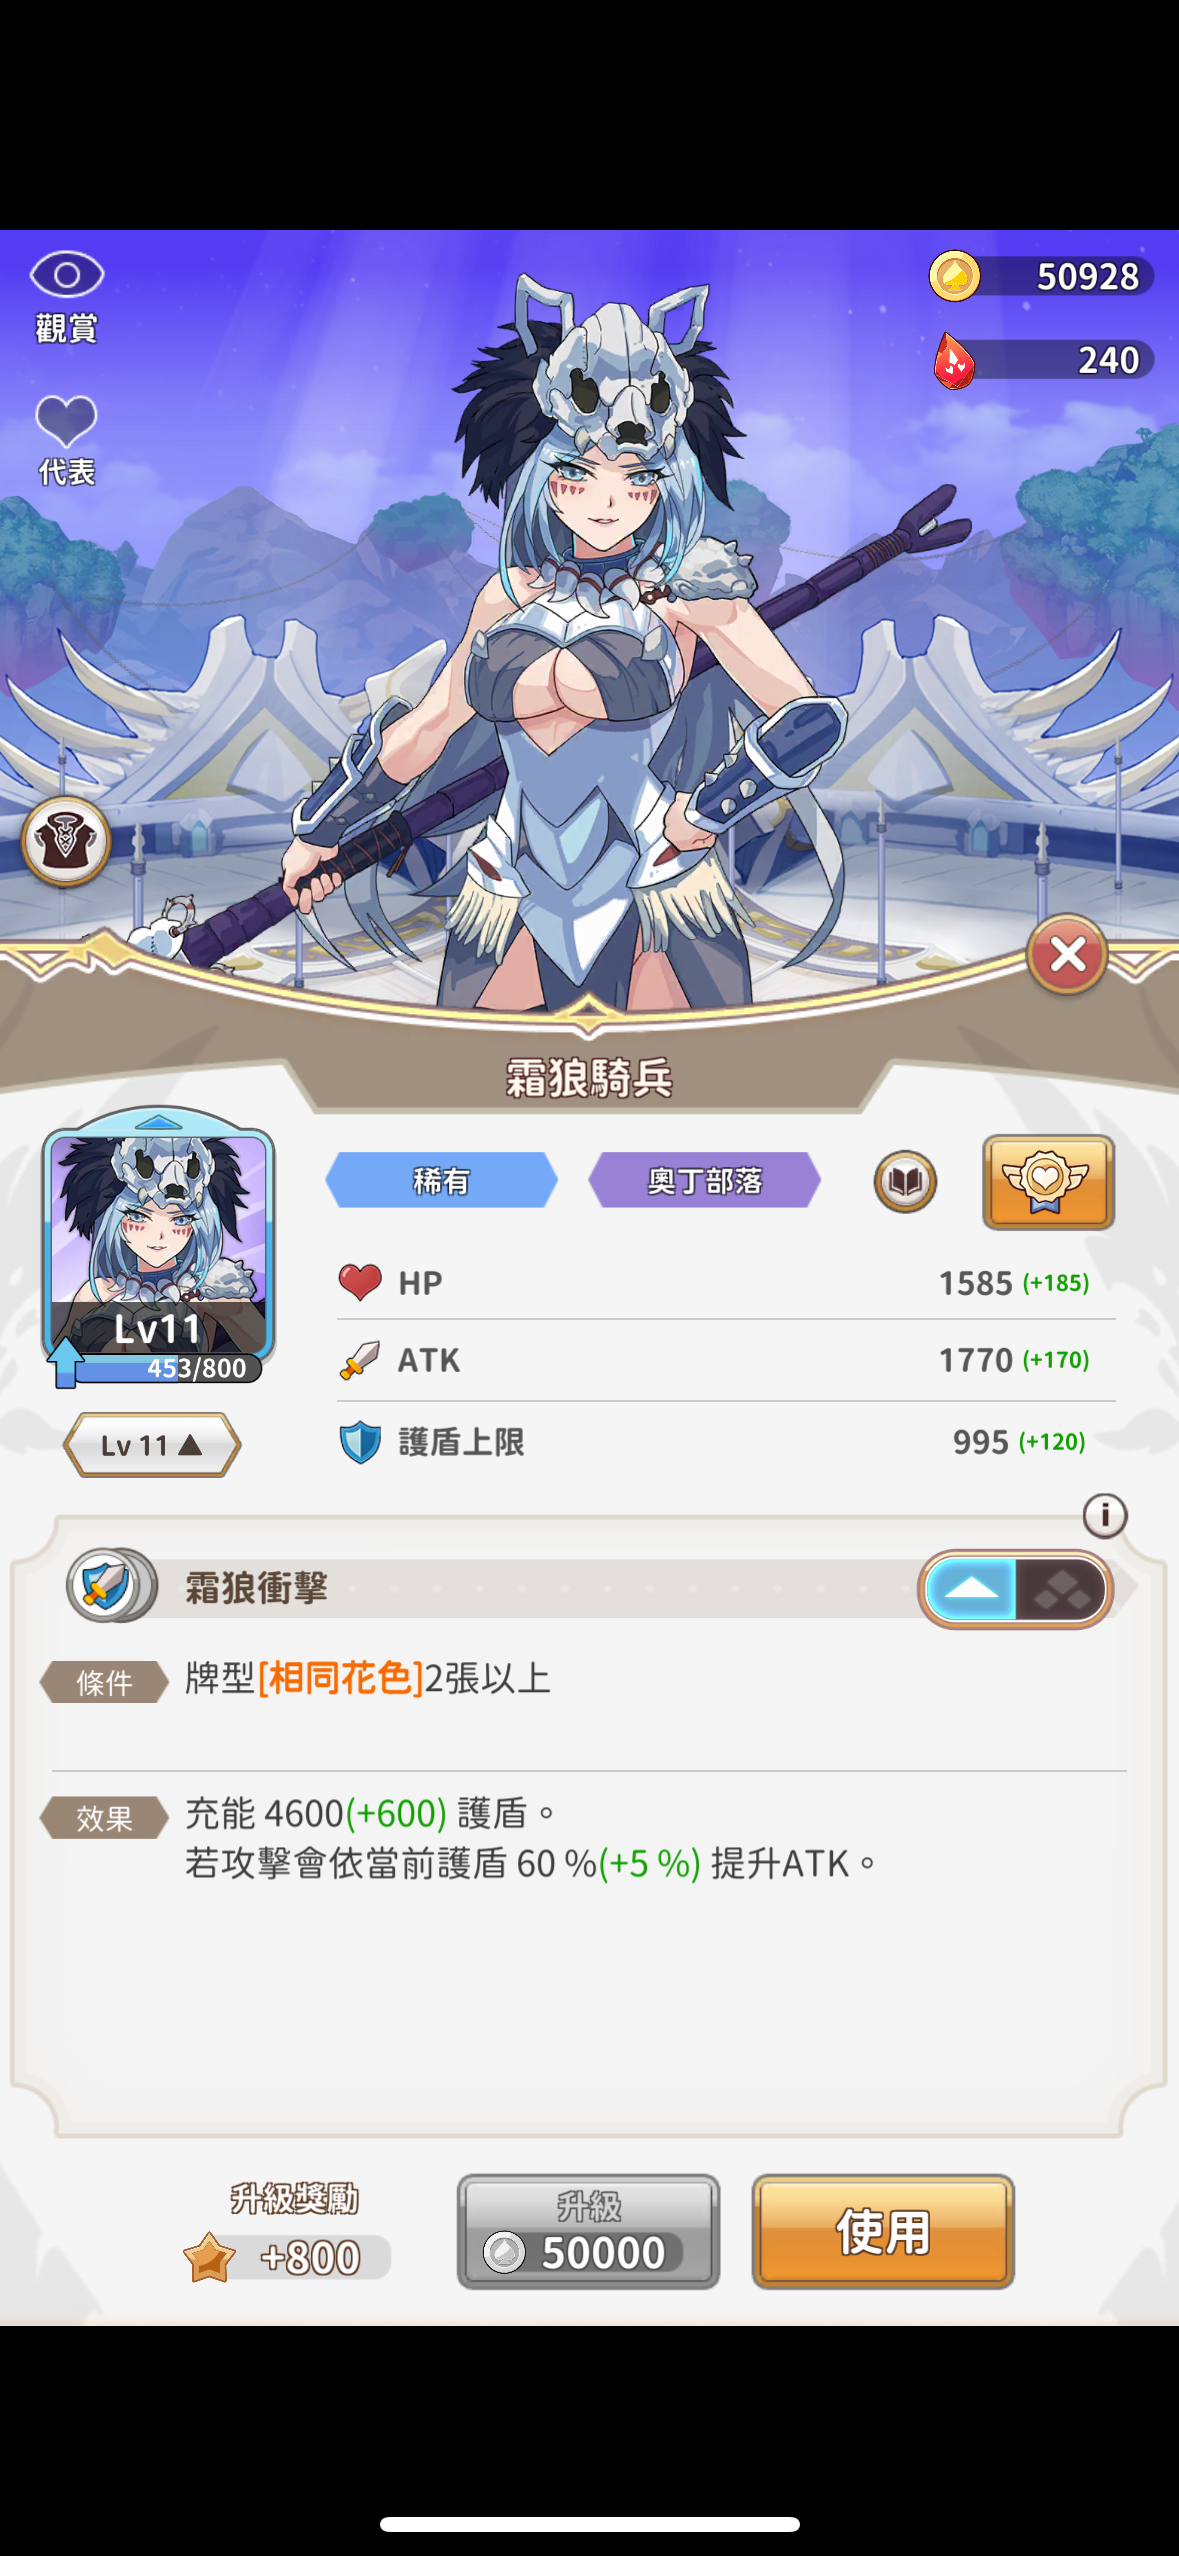 觀賞
50928
240
代表
霜狼騎兵
稀有
奧丁部落
HP
1585 (+185)
Lv11
453/800
ATK
1770 (+170)
Lv 11 ▲
護盾上限
995 (+120)
i
霜狼衝擊
條件
牌型[相同花色]2張以上
效果
充能 4600(+600) 護盾。
若攻擊會依當前護盾 60 %(+5 %) 提升ATK。
升級獎勵
+800
升級
50000
使用